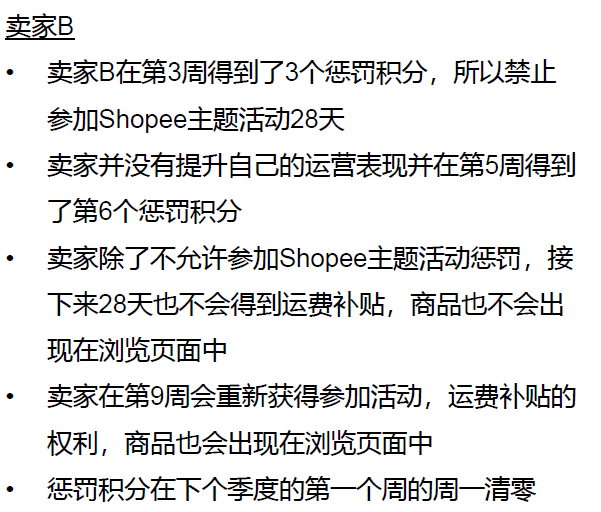 卖家B
• 卖家B在第3周得到了3个惩罚积分，所以禁止
参加Shopee主题活动28天
• 卖家并没有提升自己的运营表现并在第5周得到
了第6个惩罚积分
• 卖家除了不允许参加Shopee主题活动惩罚，接
下来28天也不会得到运费补贴，商品也不会出
现在浏览页面中
• 卖家在第9周会重新获得参加活动，运费补贴的
权利，商品也会出现在浏览页面中
• 惩罚积分在下个季度的第一个周的周一清零